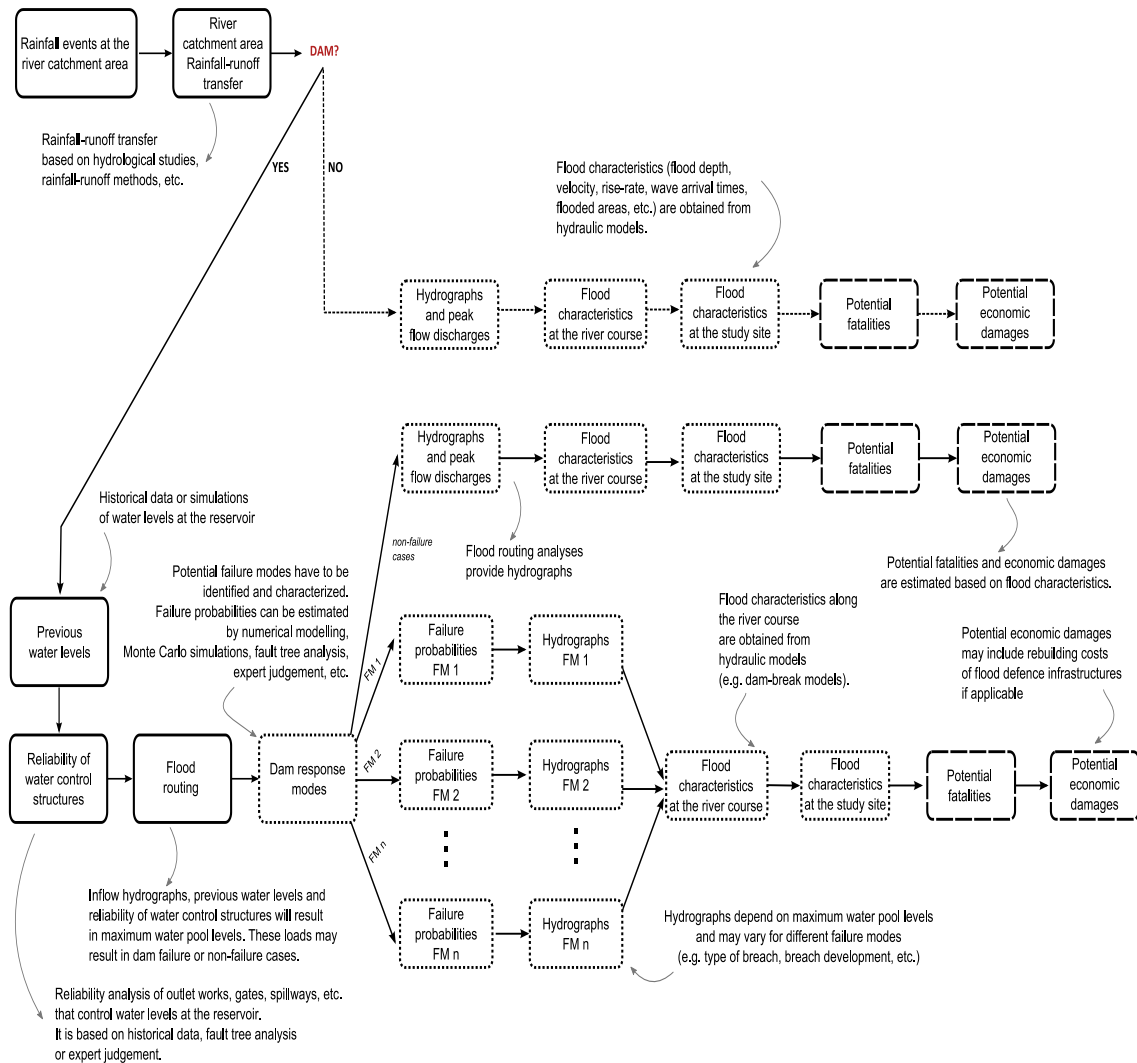 Rainfall events at the
river catchment area
River
catchment area
Rainfall-runoff
transfer
DAM?
Rainfall-runoff transfer
based on hydrological studies,
rainfall-runoff methods, etc.
YES
NO
Flood characteristics (flood depth,
velocity, rise-rate, wave arrival times,
flooded areas, etc.) are obtained from
hydraulic models.
Hydrographs
and peak
flow discharges
Flood
characteristics
at the river course
Flood
characteristics
at the study site
Potential
fatalities
Potential
economic
damages
Hydrographs
and peak
flow discharges
Flood
characteristics
at the river course
Flood
characteristics
at the study site
Potential
fatalities
Potential
economic
damages
Historical data or simulations
of water levels at the reservoir
non-failure
cases
Flood routing analyses
provide hydrographs
Potential fatalities and economic damages
are estimated based on flood characteristics.
Potential failure modes have to be
identified and characterized.
Failure probabilities can be estimated
by numerical modelling,
Monte Carlo simulations, fault tree analysis,
expert judgement, etc.
Flood characteristics along
the river course
are obtained from
hydraulic models
(e.g. dam-break models).
Potential economic damages
may include rebuilding costs
of flood defence infrastructures
if applicable
Previous
water levels
FM 1
Failure
probabilities
FM 1
Hydrographs
FM 1
Reliability of
water control
structures
Flood
routing
Dam response
modes
FM 2
Failure
probabilities
FM 2
Hydrographs
FM 2
Flood
characteristics
at the river course
Flood
characteristics
at the study site
Potential
fatalities
Potential
economic
damages
FM n
Failure
probabilities
FM n
Hydrographs
FM n
Inflow hydrographs, previous water levels and
reliability of water control structures will result
in maximum water pool levels. These loads may
result in dam failure or non-failure cases.
Hydrographs depend on maximum water pool levels
and may vary for different failure modes
(e.g. type of breach, breach development, etc.)
Reliability analysis of outlet works, gates, spillways, etc.
that control water levels at the reservoir.
It is based on historical data, fault tree analysis
or expert judgement.